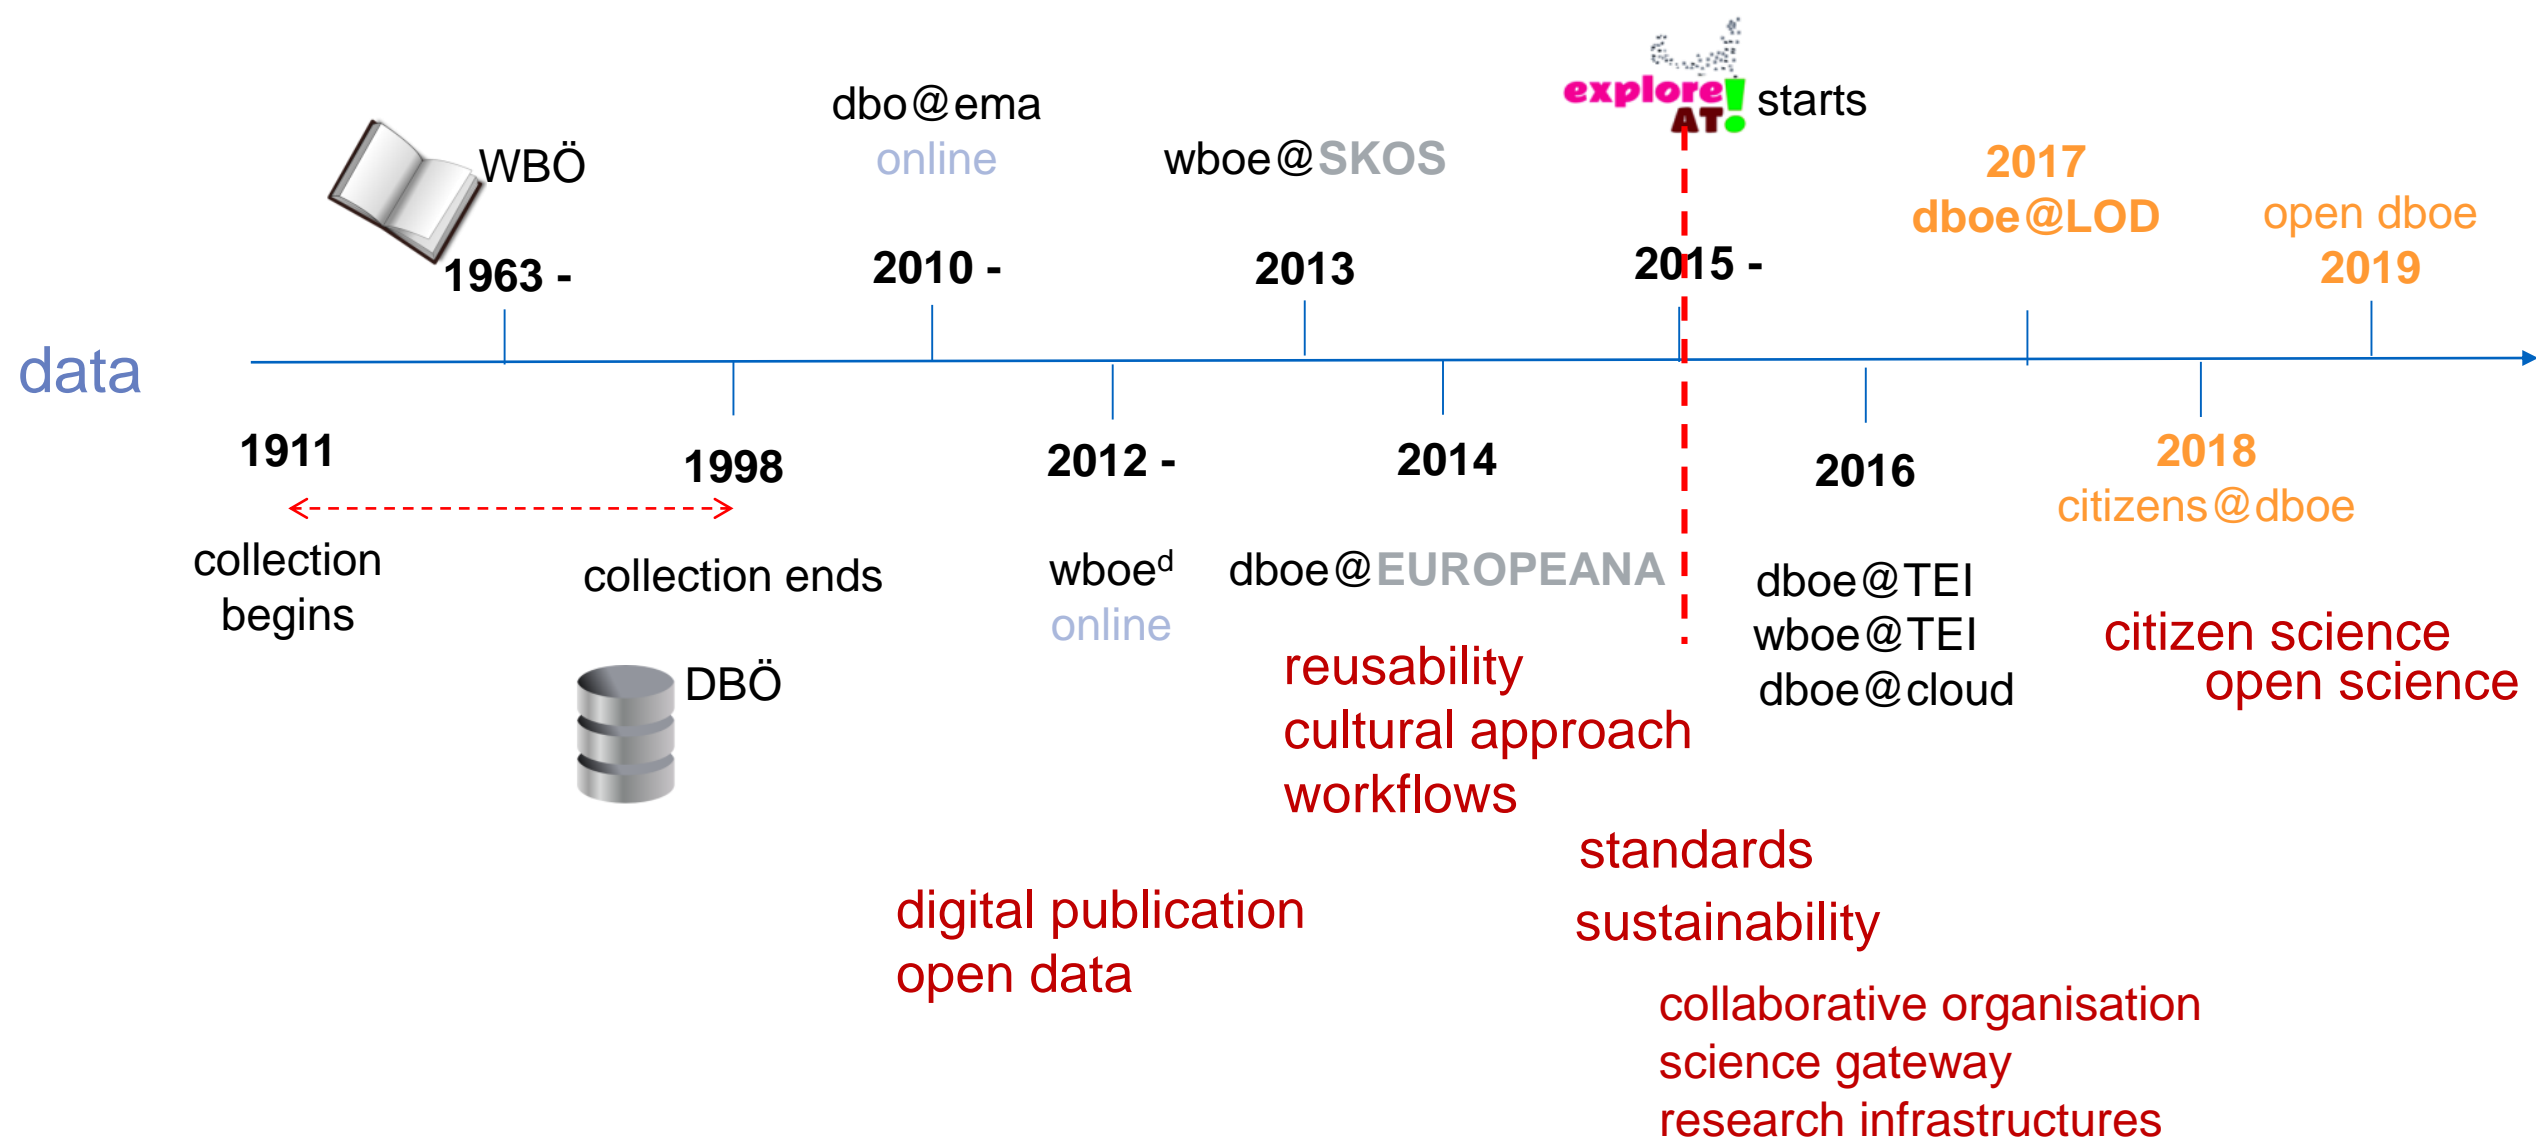 WBÖ
1963 -
dbo@ema
online
2010 -
wboe@SKOS
2013
explore!
AT!
starts
2015 -
2017
dboe@LOD
open dboe
2019
data
1911
collection
begins
1998
collection ends
DBÖ
2012 -
wboeᵈ
online
2014
dboe@EUROPEANA
2016
dboe@TEI
wboe@TEI
dboe@cloud
2018
citizens@dboe
reusability
cultural approach
workflows
citizen science
open science
standards
sustainability
digital publication
open data
collaborative organisation
science gateway
research infrastructures